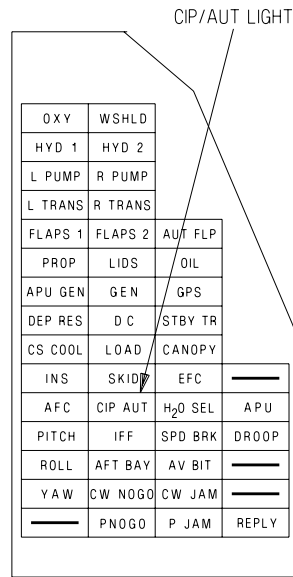 CIP/AUT LIGHT
OXY WSHLD
HYD 1 HYD 2
L PUMP R PUMP
L TRANS R TRANS
FLAPS 1 FLAPS 2 AUT FLP
PROP LIDS OIL
APU GEN GEN GPS
DEP RES DC STBY TR
CS COOL LOAD CANOPY
INS SKID EFC
AFC CIP AUT H₂O SEL APU
PITCH IFF SPD BRK DROOP
ROLL AFT BAY AV BIT
YAW CW NOGO CW JAM
PNOGO P JAM REPLY